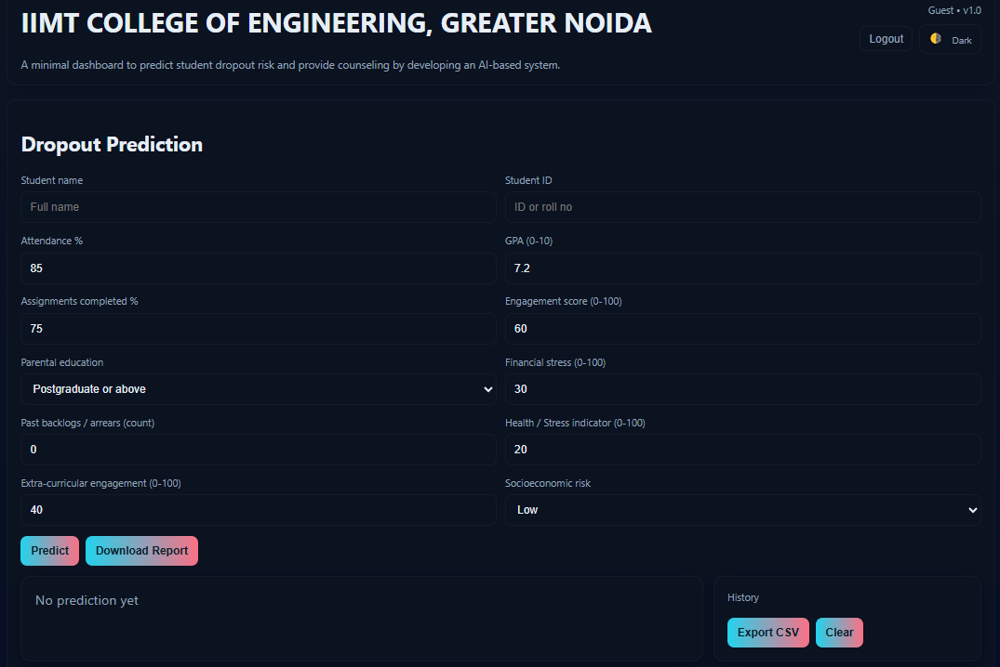 IIMT COLLEGE OF ENGINEERING, GREATER NOIDA
Guest • v1.0
Logout
Dark
A minimal dashboard to predict student dropout risk and provide counseling by developing an AI-based system.
Dropout Prediction
Student name
Student ID
Full name
ID or roll no
Attendance %
GPA (0-10)
85
7.2
Assignments completed %
Engagement score (0-100)
75
60
Parental education
Financial stress (0-100)
Postgraduate or above
30
Past backlogs / arrears (count)
Health / Stress indicator (0-100)
0
20
Extra-curricular engagement (0-100)
Socioeconomic risk
40
Low
Predict
Download Report
No prediction yet
History
Export CSV
Clear